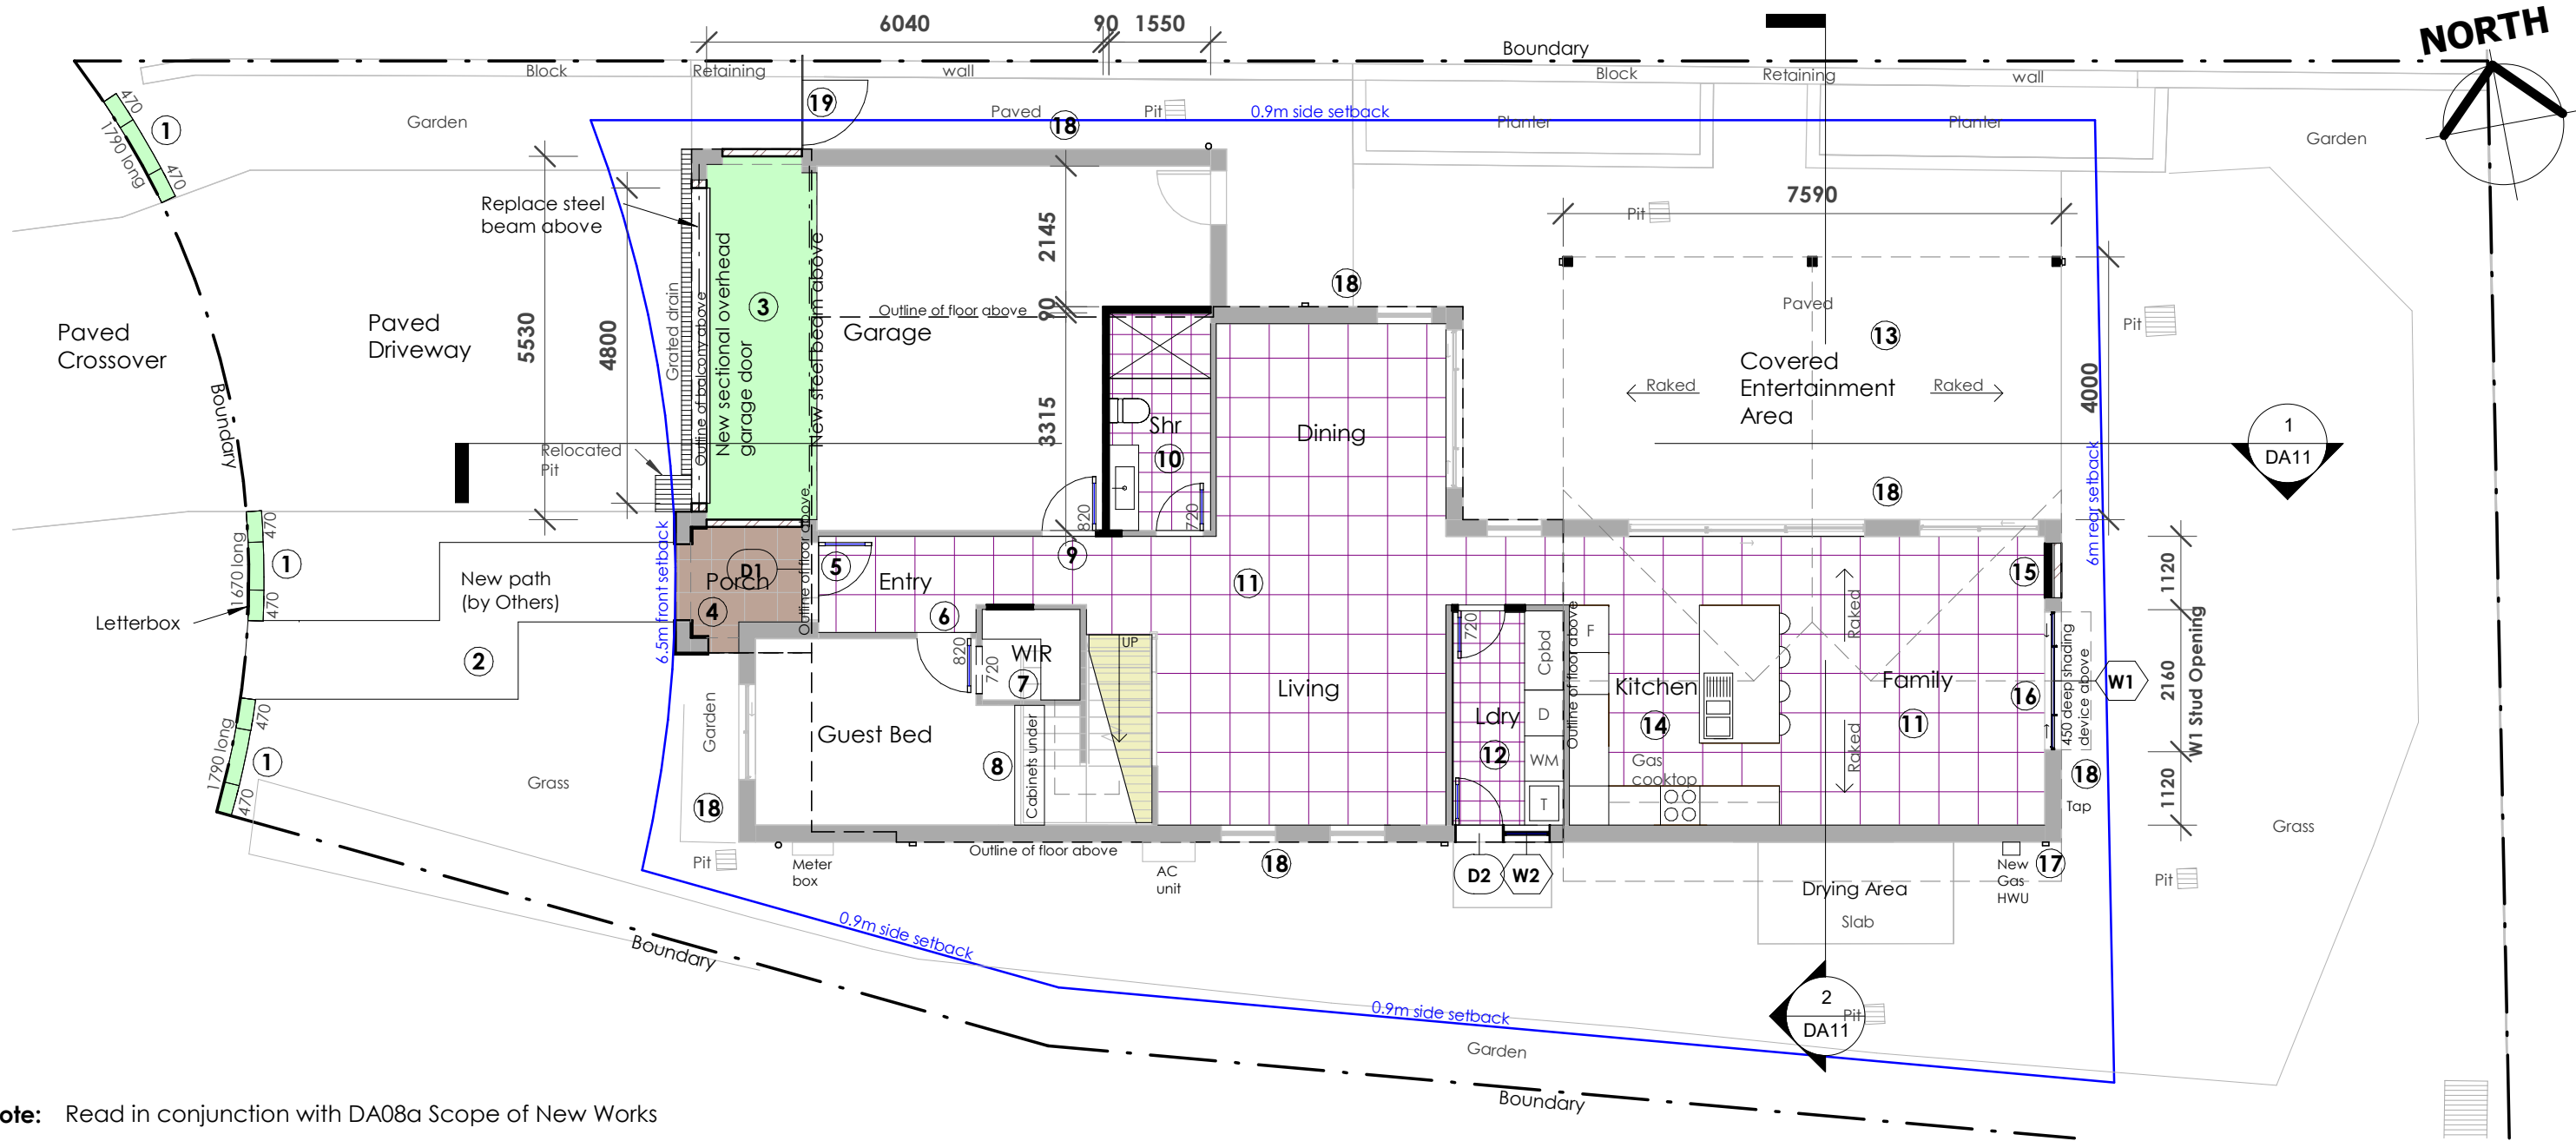 6040
90
1550
Boundary
NORTH
Block
Retaining
wall
Block
Retaining
wall
470
1790 long
470
1
Garden
19
Paved
18
Pit
0.9m side setback
Planter
Planter
Garden
Replace steel
beam above
7590
Pit
2145
Grated drain
Outline of balcony above
New sectional overhead
garage door
3
New steel beam above
Outline of floor above
90
Garage
18
Paved
13
Pit
Paved
Crossover
Paved
Driveway
5530
4800
Covered
Entertainment
Area
Raked
Raked
4000
Boundary
3315
Shr
10
Dining
1
DA11
Relocated
Pit
820
720
18
6m rear setback
470
1670 long
470
1
Letterbox
New path
(by Others)
6.5m front setback
Porch
D1
4
Outline of floor above
5
Entry
9
11
15
1120
6
820
720
WIR
7
UP
720
Cpbd
Outline of floor above
F
Raked
2
Living
Ldry
D
Kitchen
14
Family
11
16
450 deep shading
device above
W1
2160
W1 Stud Opening
470
1790 long
470
1
Garden
Guest Bed
8
Cabinets under
12
WM
Gas
cooktop
Raked
18
Grass
18
T
Tap
1120
Grass
Pit
Meter
box
Outline of floor above
AC
unit
18
D2
W2
Drying Area
Slab
New
Gas
HWU
17
Pit
0.9m side setback
Boundary
0.9m side setback
2
DA11
Pit
Garden
Boundary
ote: Read in conjunction with DA08a Scope of New Works